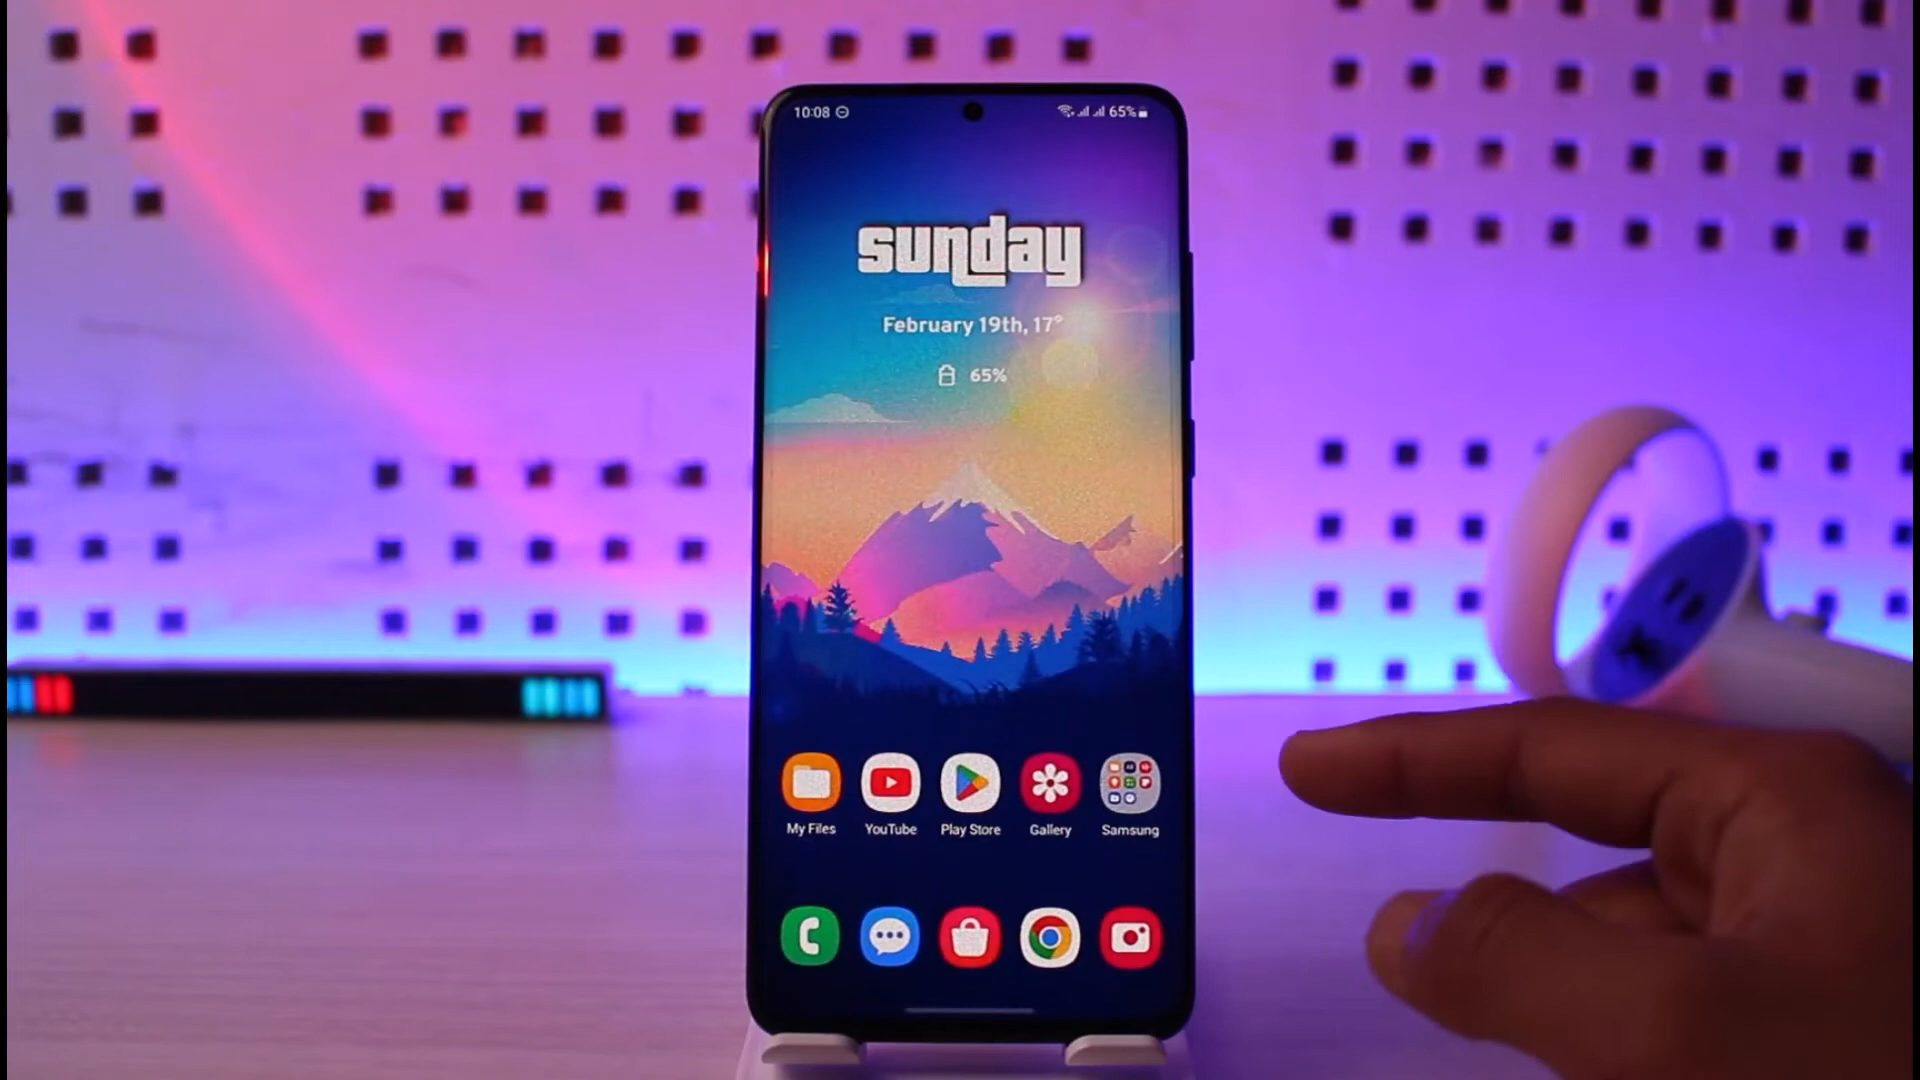 10:08 65%
sunday
February 19th, 17°
65%
My Files YouTube Play Store Gallery Samsung